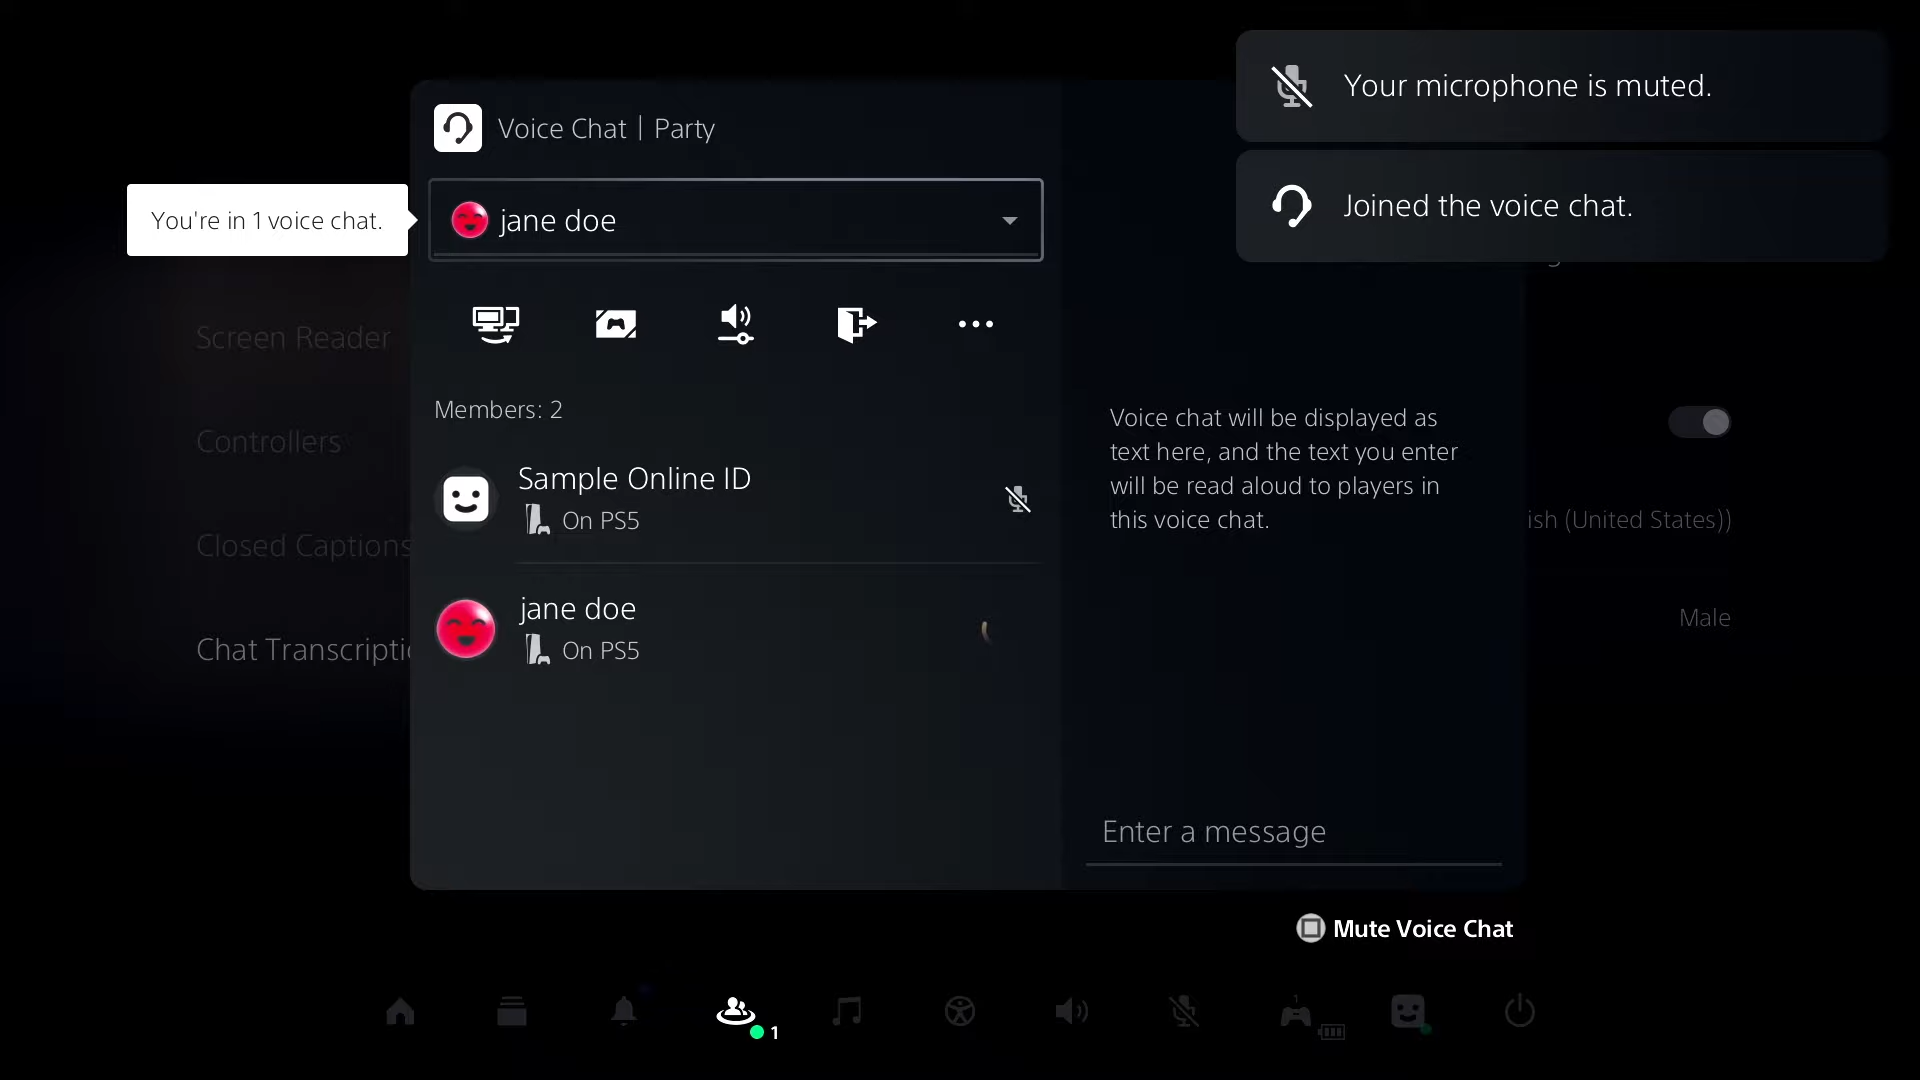 Your microphone is muted.
Joined the voice chat.
Voice Chat | Party
You're in 1 voice chat.
jane doe
Screen Reader
Controllers
Closed Captions
Chat Transcripti
Members: 2
Sample Online ID
On PS5
jane doe
On PS5
Voice chat will be displayed as
text here, and the text you enter
will be read aloud to players in
this voice chat.
ish (United States))
Male
Enter a message
Mute Voice Chat
1
1